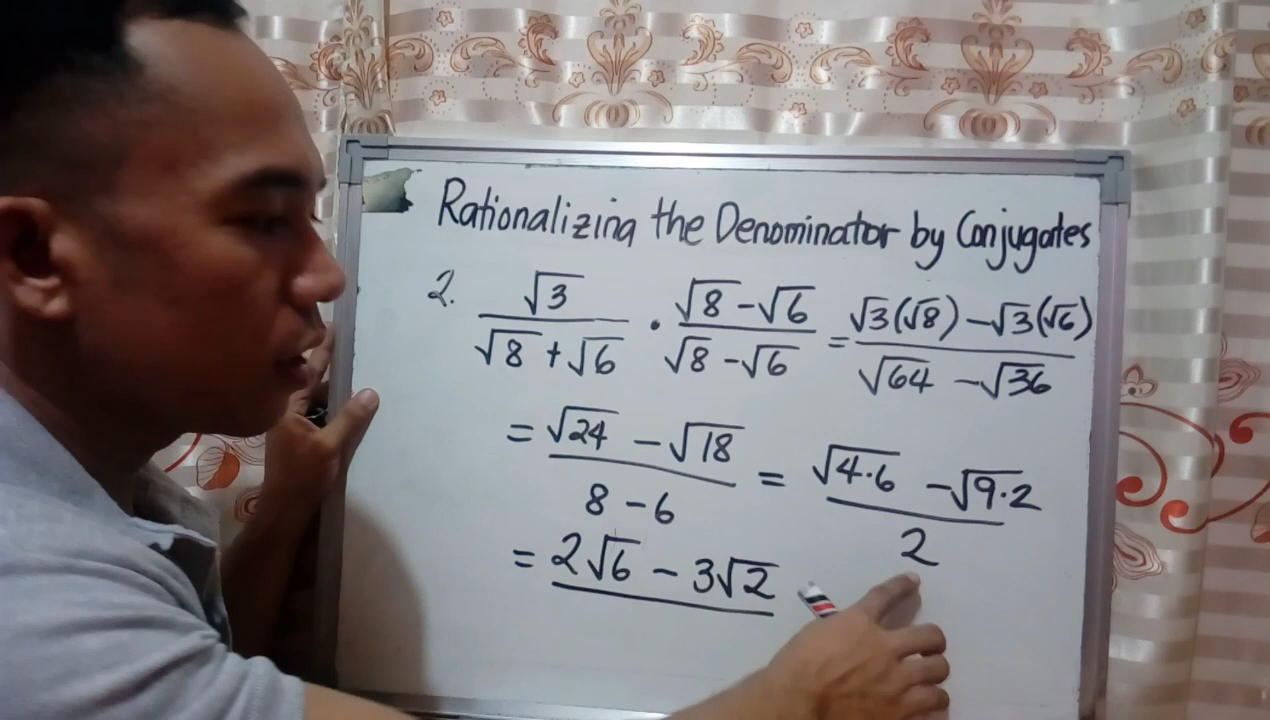 Rationalizing the Denominator by Conjugates
2. √3 / (√8 + √6) · (√8 - √6) / (√8 - √6) = (√3(√8) - √3(√6)) / (√64 - √36)
= (√24 - √18) / (8 - 6) = (√4·6 - √9·2) / 2
= 2√6 - 3√2